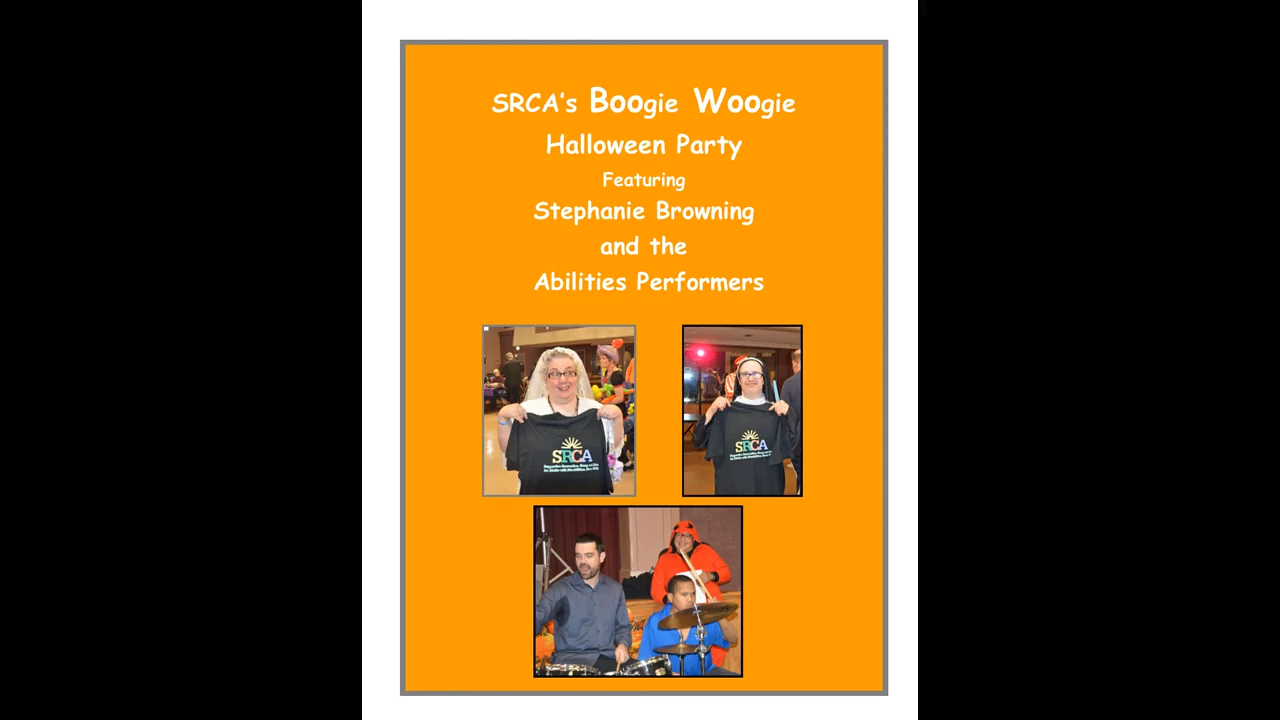 SRCA's Boogie Woogie
Halloween Party
Featuring
Stephanie Browning
and the
Abilities Performers
SRCA
SRCA